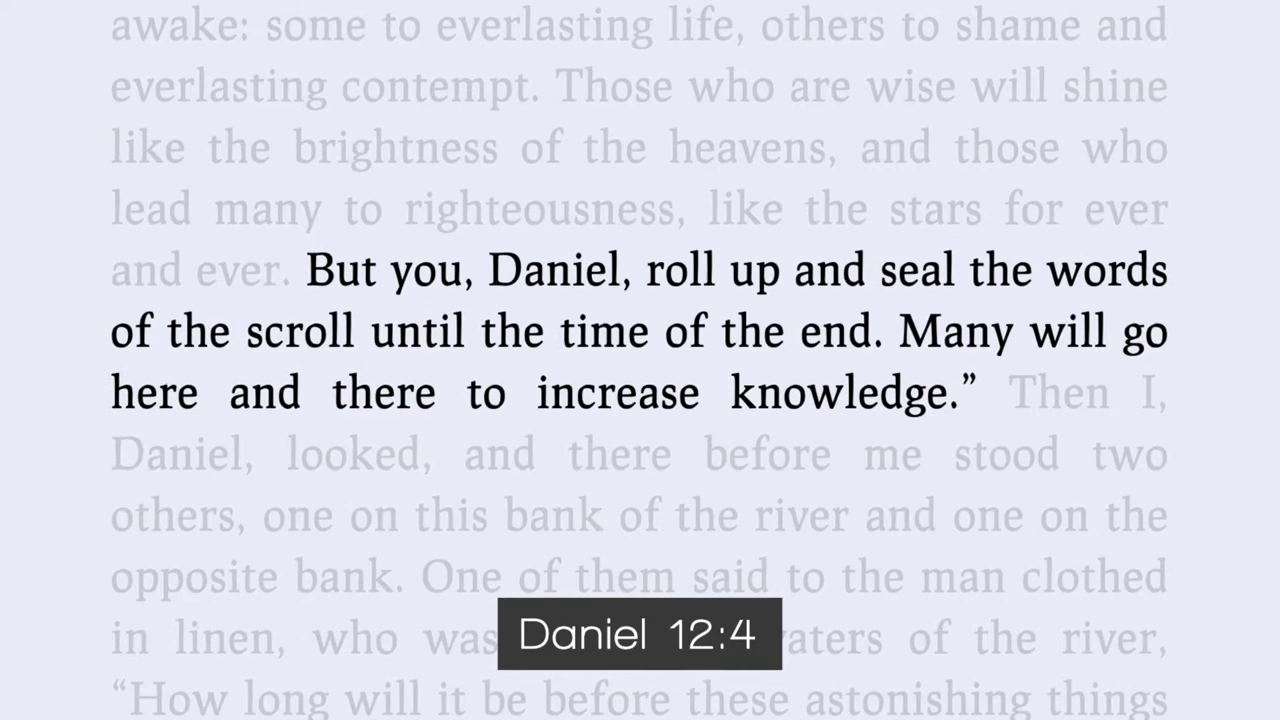 awake: some to everlasting life, others to shame and
everlasting contempt. Those who are wise will shine
like the brightness of the heavens, and those who
lead many to righteousness, like the stars for ever
and ever. But you, Daniel, roll up and seal the words
of the scroll until the time of the end. Many will go
here and there to increase knowledge.” Then I,
Daniel, looked, and there before me stood two
others, one on this bank of the river and one on the
opposite bank. One of them said to the man clothed
in linen, who was waters of the river,
Daniel 12:4
“How long will it be before these astonishing things